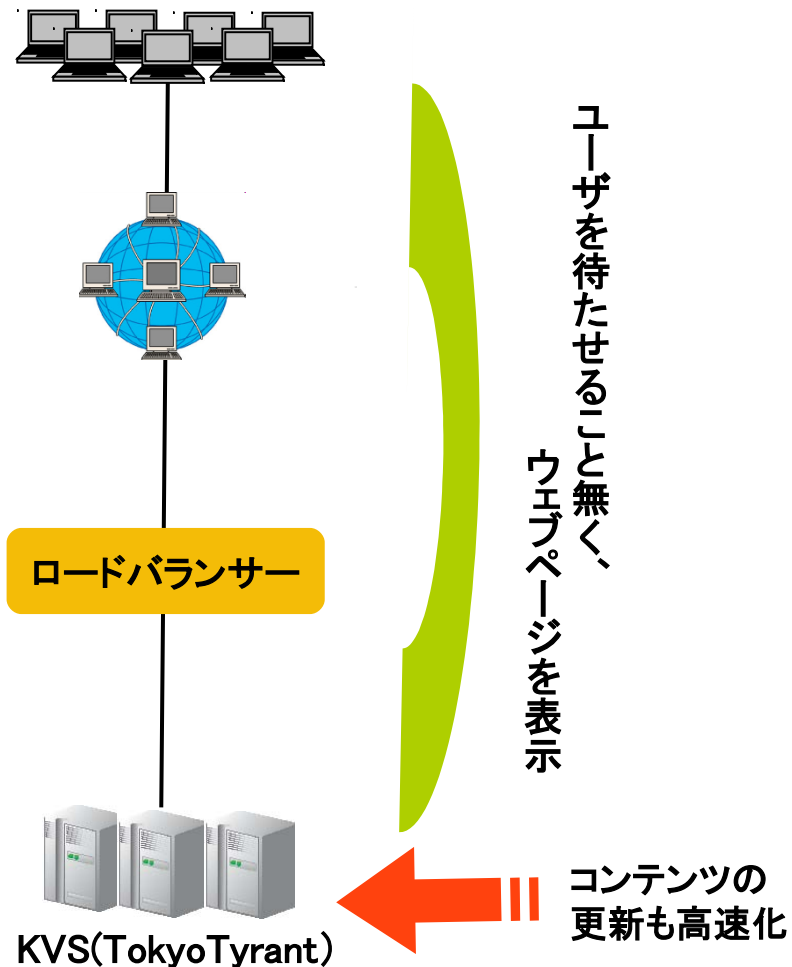 ユーザを待たせること無く、
ウェブページを表示
ロードバランサー
コンテンツの
更新も高速化
KVS(TokyoTyrant)